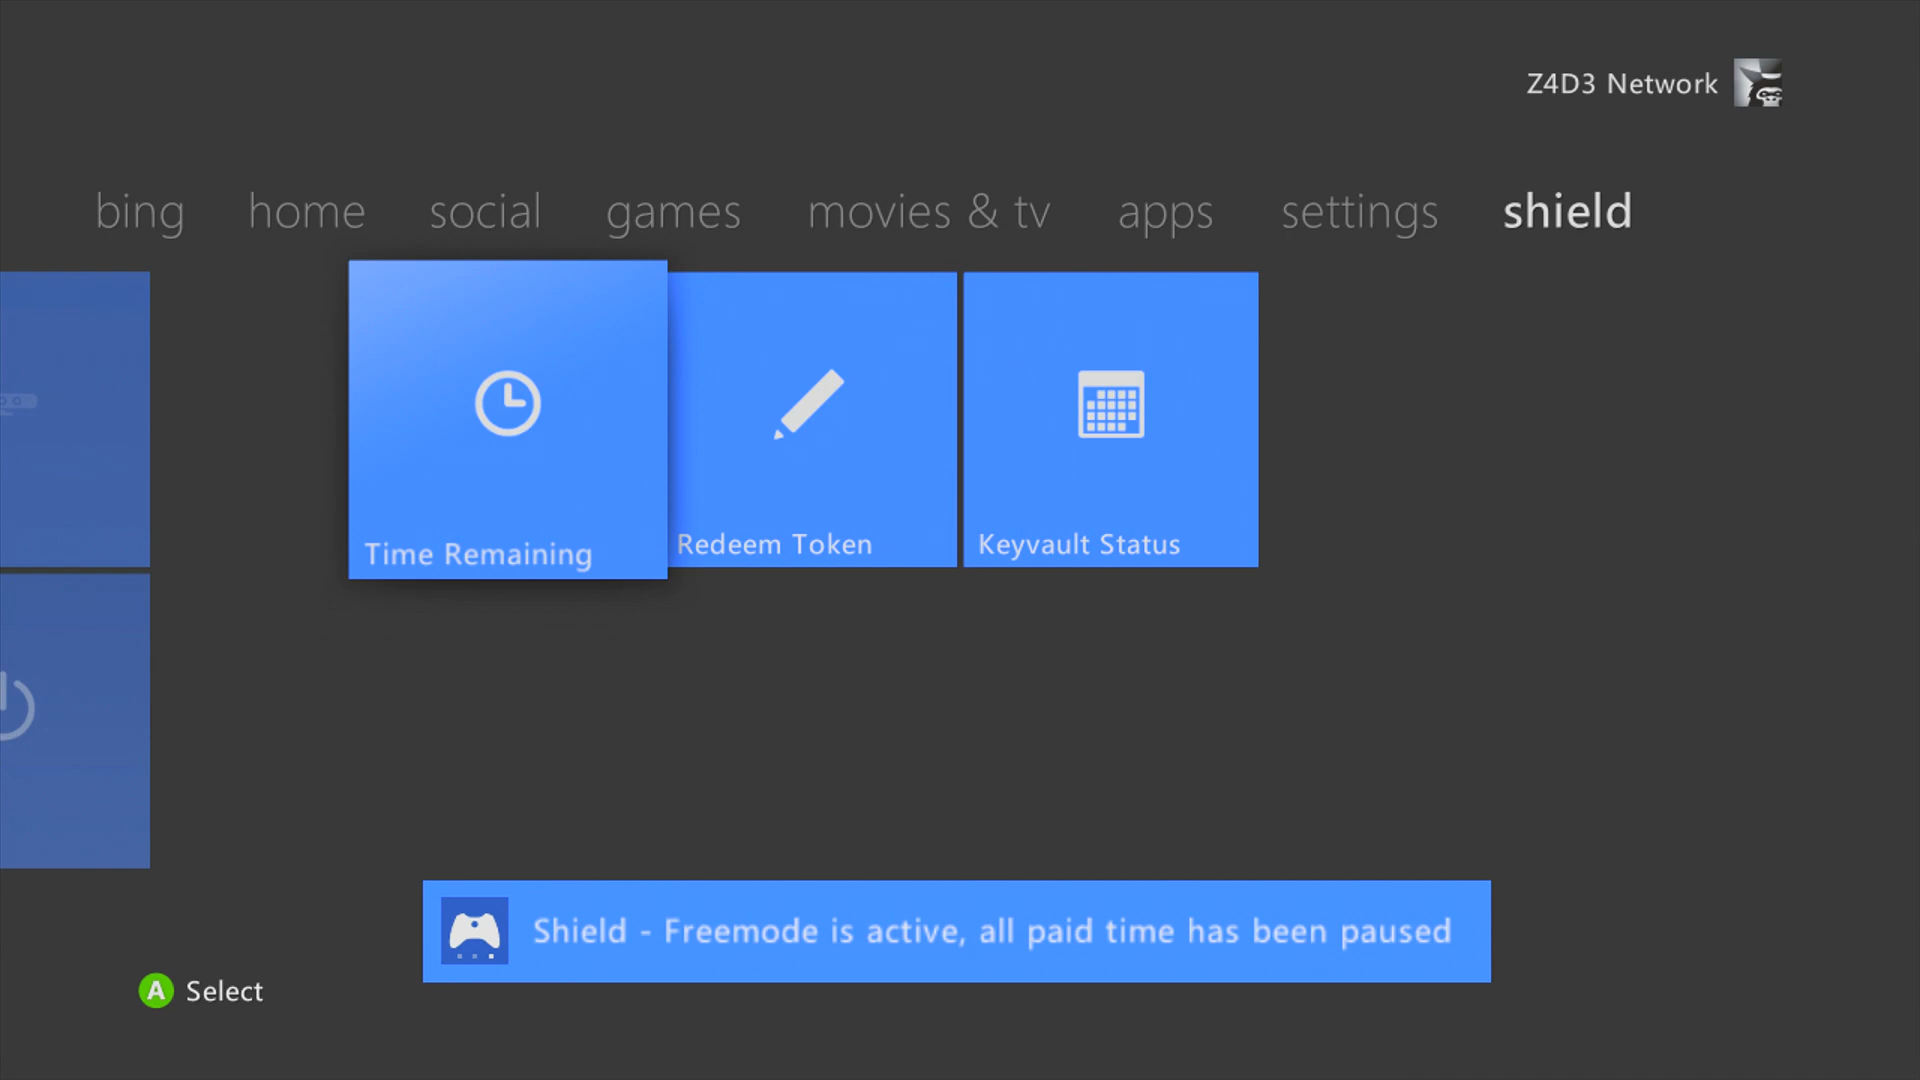 Z4D3 Network
bing home social games movies & tv apps settings shield
Time Remaining
Redeem Token
Keyvault Status
Shield - Freemode is active, all paid time has been paused
A Select